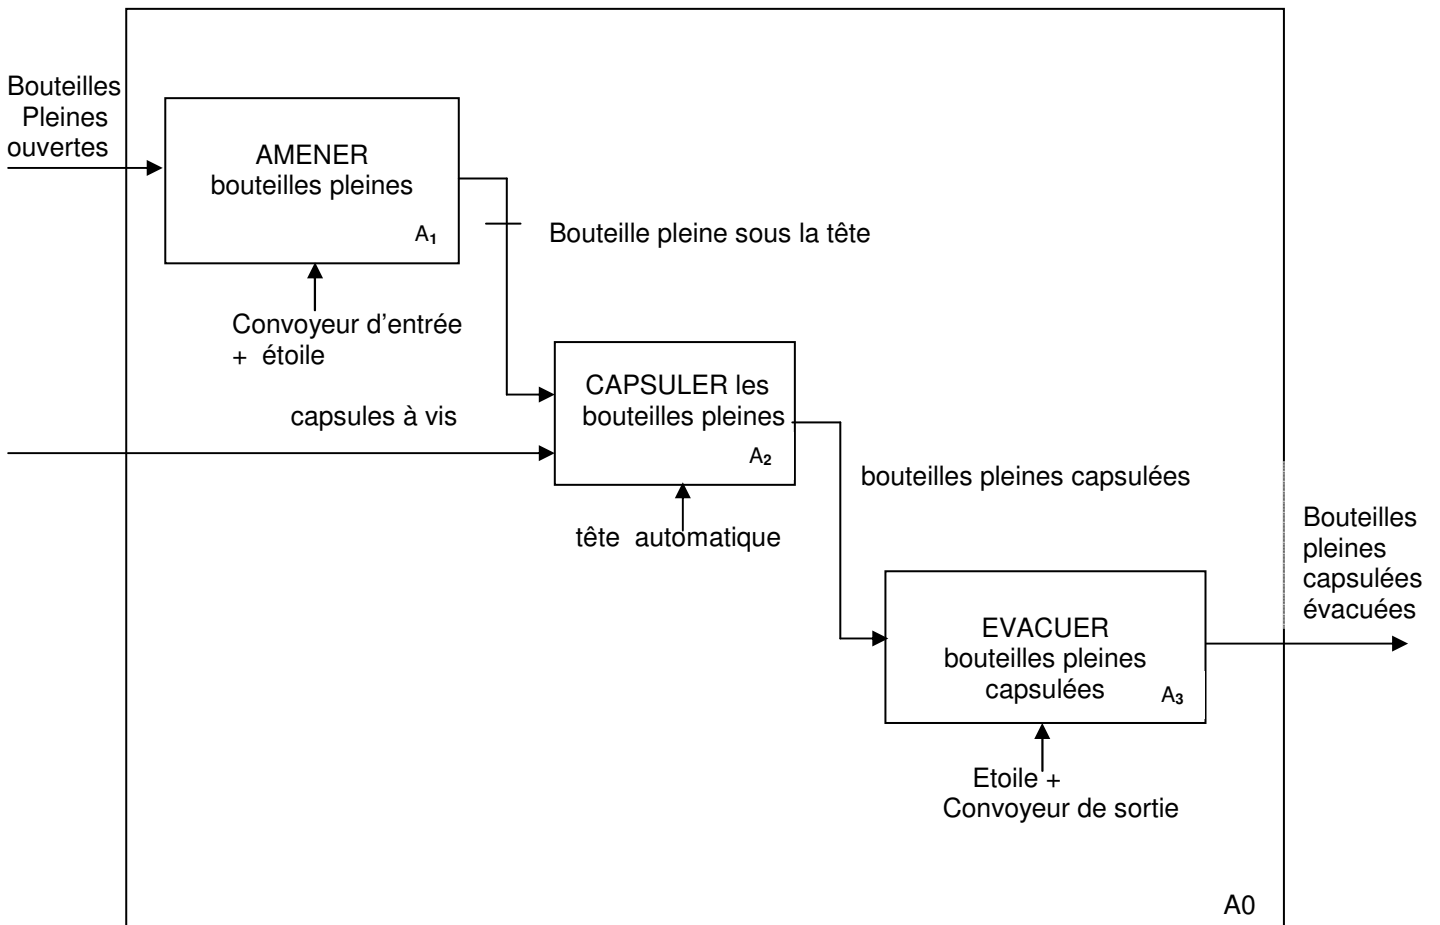 Bouteilles
Pleines
ouvertes
AMENER
bouteilles pleines
A1
Bouteille pleine sous la tête
Convoyeur d'entrée
+ étoile
capsules à vis
CAPSULER les
bouteilles pleines
A2
tête automatique
bouteilles pleines capsulées
Bouteilles
pleines
capsulées
évacuées
EVACUER
bouteilles pleines
capsulées
A3
Etoile +
Convoyeur de sortie
A0